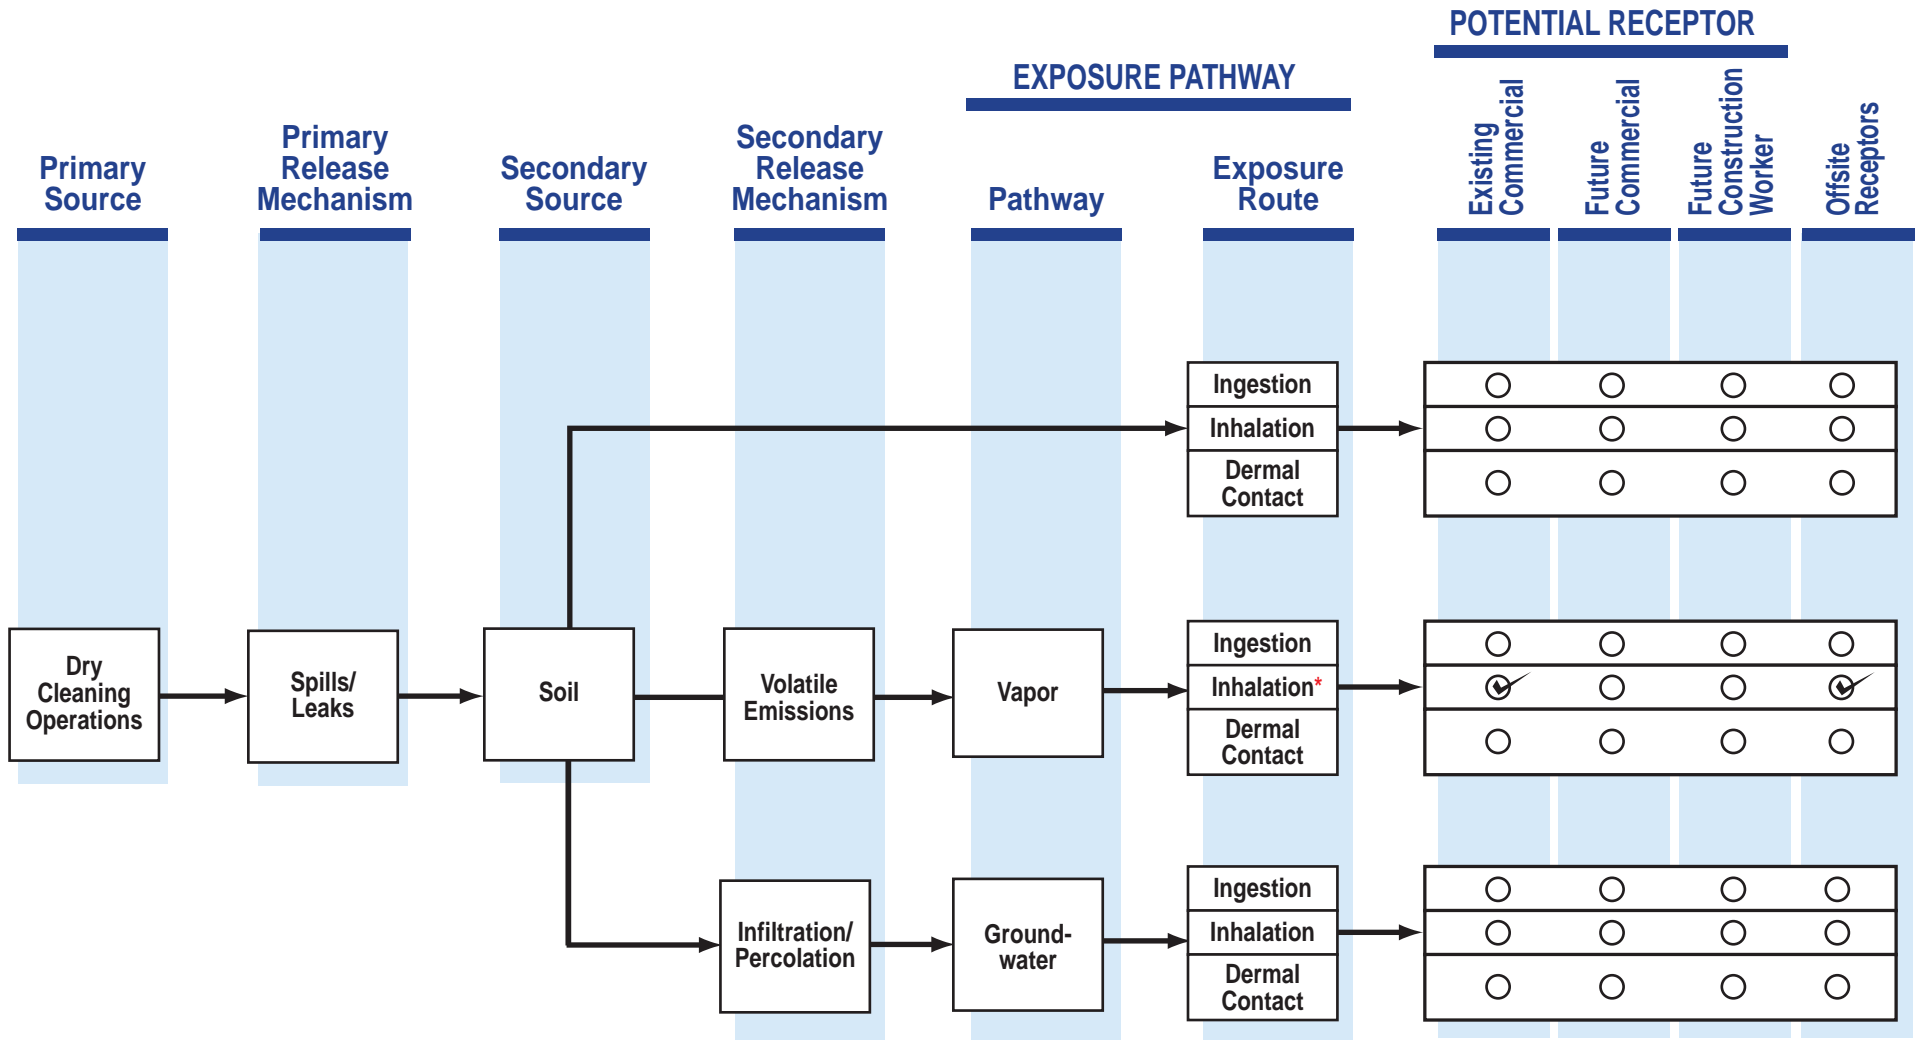 POTENTIAL RECEPTOR
EXPOSURE PATHWAY
Primary
Source
Primary
Release
Mechanism
Secondary
Source
Secondary
Release
Mechanism
Pathway
Exposure
Route
Existing
Commercial
Future
Commercial
Future
Construction
Worker
Offsite
Receptors
Ingestion
Inhalation
Dermal
Contact
Dry
Cleaning
Operations
Spills/
Leaks
Soil
Volatile
Emissions
Vapor
Ingestion
Inhalation*
Dermal
Contact
Infiltration/
Percolation
Ground-
water
Ingestion
Inhalation
Dermal
Contact